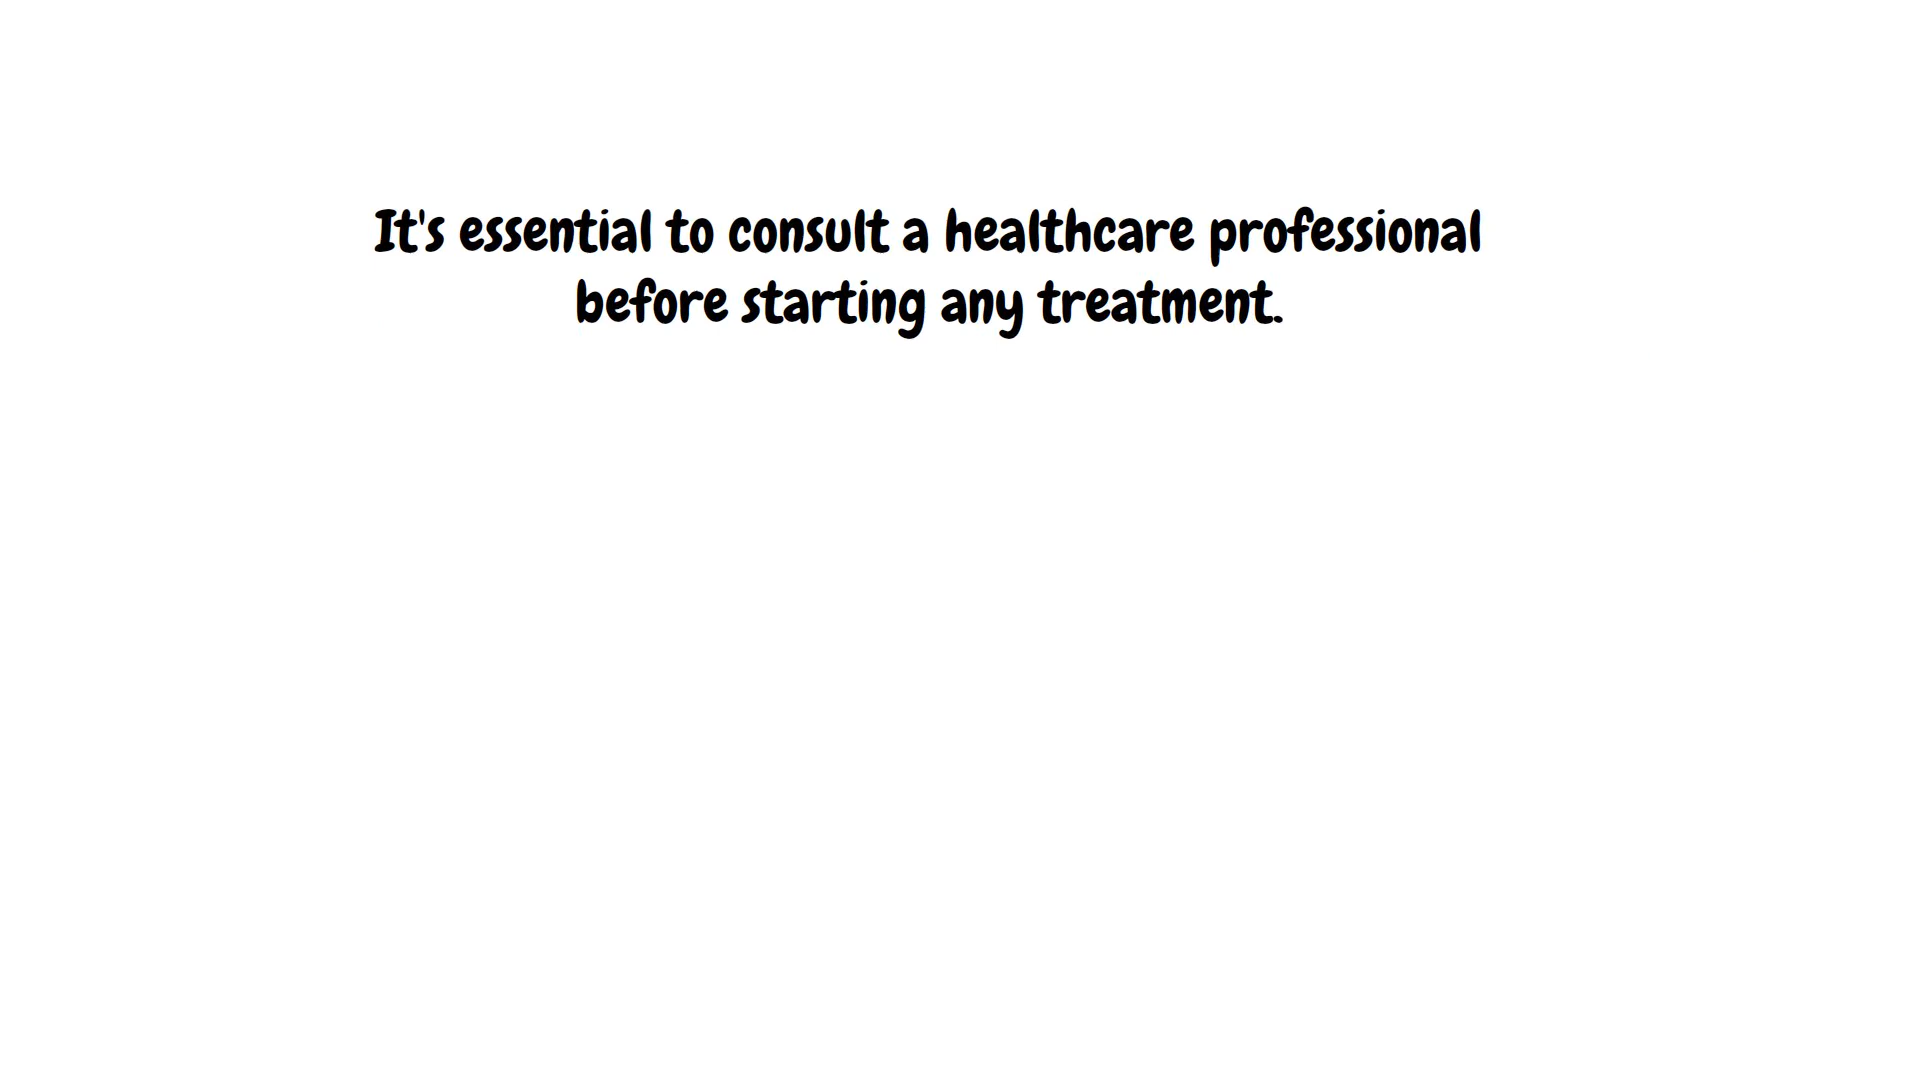 It's essential to consult a healthcare professional
before starting any treatment.